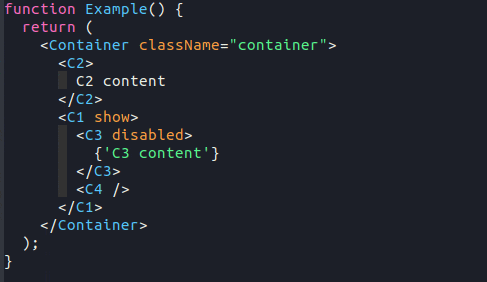 function Example() {
  return (
    <Container className="container">
      <C2>
        C2 content
      </C2>
      <C1 show>
        <C3 disabled>
          {'C3 content'}
        </C3>
        <C4 />
      </C1>
    </Container>
  );
}